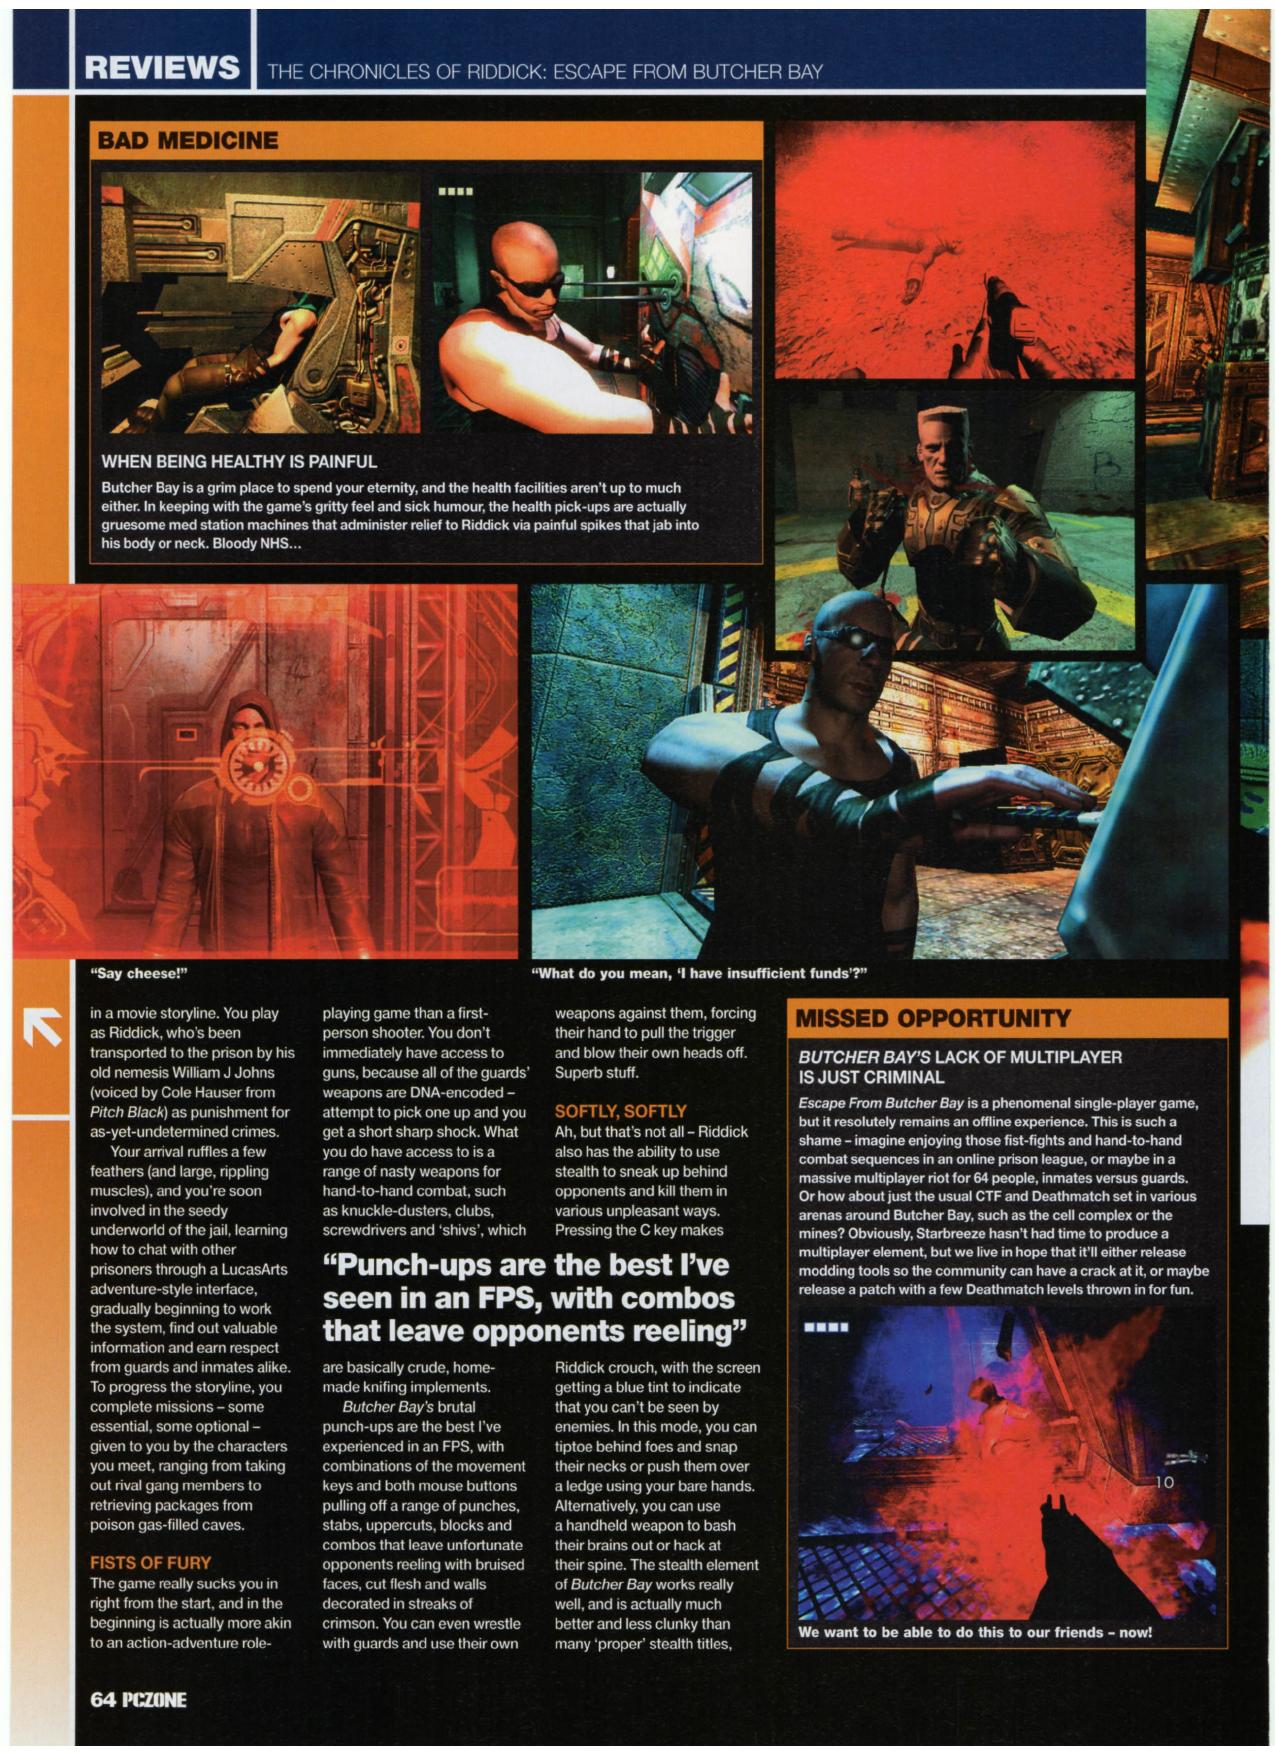 REVIEWS
THE CHRONICLES OF RIDDICK: ESCAPE FROM BUTCHER BAY
BAD MEDICINE
WHEN BEING HEALTHY IS PAINFUL
Butcher Bay is a grim place to spend your eternity, and the health facilities aren't up to much
either. In keeping with the game's gritty feel and sick humour, the health pick-ups are actually
gruesome med station machines that administer relief to Riddick via painful spikes that jab into
his body or neck. Bloody NHS...
"Say cheese!"
"What do you mean, 'I have insufficient funds'?"
in a movie storyline. You play
as Riddick, who's been
transported to the prison by his
old nemesis William J Johns
(voiced by Cole Hauser from
Pitch Black) as punishment for
as-yet-undetermined crimes.
Your arrival ruffles a few
feathers (and large, rippling
muscles), and you're soon
involved in the seedy
underworld of the jail, learning
how to chat with other
prisoners through a LucasArts
adventure-style interface,
gradually beginning to work
the system, find out valuable
information and earn respect
from guards and inmates alike.
To progress the storyline, you
complete missions – some
essential, some optional –
given to you by the characters
you meet, ranging from taking
out rival gang members to
retrieving packages from
poison gas-filled caves.
FISTS OF FURY
The game really sucks you in
right from the start, and in the
beginning is actually more akin
to an action-adventure role-
playing game than a first-
person shooter. You don't
immediately have access to
guns, because all of the guards'
weapons are DNA-encoded –
attempt to pick one up and you
get a short sharp shock. What
you do have access to is a
range of nasty weapons for
hand-to-hand combat, such
as knuckle-dusters, clubs,
screwdrivers and 'shivs', which
"Punch-ups are the best I've
seen in an FPS, with combos
that leave opponents reeling"
are basically crude, home-
made knifing implements.
Butcher Bay's brutal
punch-ups are the best I've
experienced in an FPS, with
combinations of the movement
keys and both mouse buttons
pulling off a range of punches,
stabs, uppercuts, blocks and
combos that leave unfortunate
opponents reeling with bruised
faces, cut flesh and walls
decorated in streaks of
crimson. You can even wrestle
with guards and use their own
weapons against them, forcing
their hand to pull the trigger
and blow their own heads off.
Superb stuff.
SOFTLY, SOFTLY
Ah, but that's not all – Riddick
also has the ability to use
stealth to sneak up behind
opponents and kill them in
various unpleasant ways.
Pressing the C key makes
Riddick crouch, with the screen
getting a blue tint to indicate
that you can't be seen by
enemies. In this mode, you can
tiptoe behind foes and snap
their necks or push them over
a ledge using your bare hands.
Alternatively, you can use
a handheld weapon to bash
their brains out or hack at
their spine. The stealth element
of Butcher Bay works really
well, and is actually much
better and less clunky than
many 'proper' stealth titles,
MISSED OPPORTUNITY
BUTCHER BAY'S LACK OF MULTIPLAYER
IS JUST CRIMINAL
Escape From Butcher Bay is a phenomenal single-player game,
but it resolutely remains an offline experience. This is such a
shame – imagine enjoying those fist-fights and hand-to-hand
combat sequences in an online prison league, or maybe in a
massive multiplayer riot for 64 people, inmates versus guards.
Or how about just the usual CTF and Deathmatch set in various
arenas around Butcher Bay, such as the cell complex or the
mines? Obviously, Starbreeze hasn't had time to produce a
multiplayer element, but we live in hope that it'll either release
modding tools so the community can have a crack at it, or maybe
release a patch with a few Deathmatch levels thrown in for fun.
10
We want to be able to do this to our friends – now!
64 PCZONE